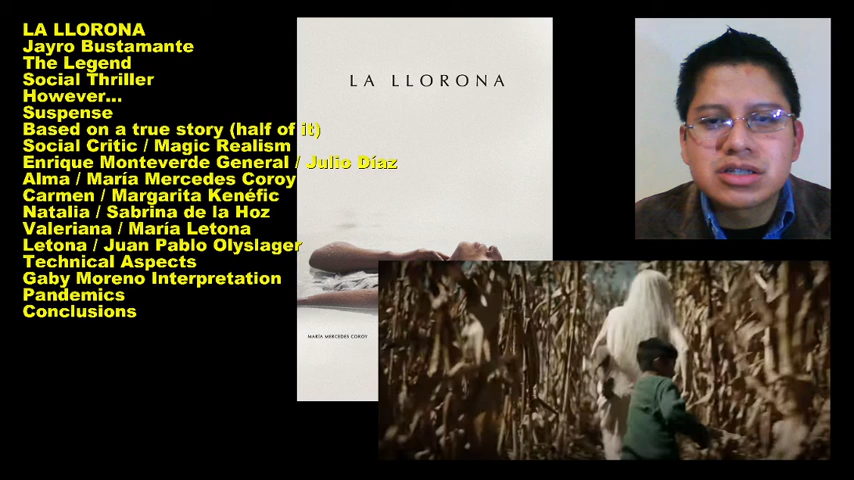 LA LLORONA
Jayro Bustamante
The Legend
Social Thriller
However...
Suspense
Based on a true story (half of it)
Social Critic / Magic Realism
Enrique Monteverde General / Julio Díaz
Alma / María Mercedes Coroy
Carmen / Margarita Kenéfic
Natalia / Sabrina de la Hoz
Valeriana / María Letona
Letona / Juan Pablo Olyslager
Technical Aspects
Gaby Moreno Interpretation
Pandemics
Conclusions
LA LLORONA
MARÍA MERCEDES COROY